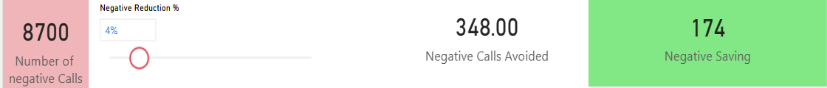 8700
Number of
negative Calls
Negative Reduction %
4%
348.00
Negative Calls Avoided
174
Negative Saving